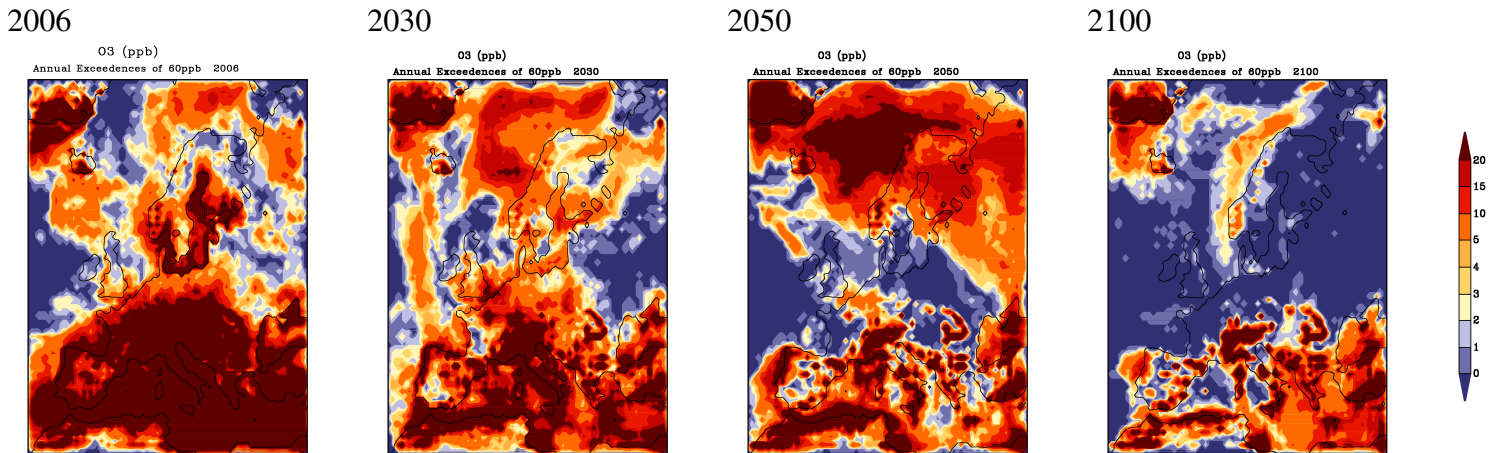 2006
2030
2050
2100
O3 (ppb)
Annual Exceedences of 60ppb 2006
O3 (ppb)
Annual Exceedences of 60ppb 2030
O3 (ppb)
Annual Exceedences of 60ppb 2050
O3 (ppb)
Annual Exceedences of 60ppb 2100
20
15
10
5
4
3
2
1
0